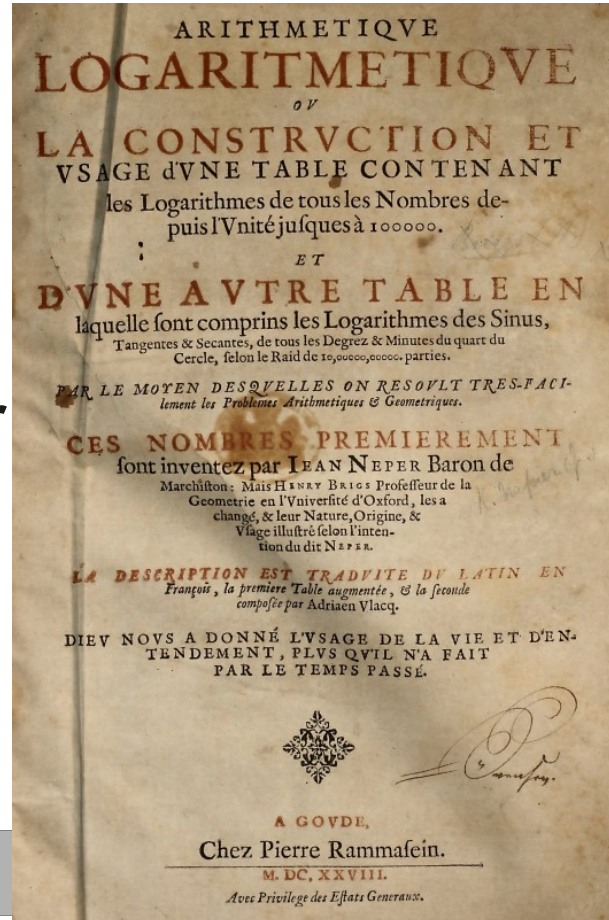 ARITHMETIQVE
LOGARITMETIQVE
OV
LA CONSTRVCTION ET
VSAGE d'VNE TABLE CONTENANT
les Logarithmes de tous les Nombres de-
puis l'Vnité juſques à 100000.
ET
D'VNE AVTRE TABLE EN
laquelle ſont comprins les Logarithmes des Sinus,
Tangentes & Secantes, de tous les Degrez & Minutes du quart du
Cercle, ſelon le Raid de 10,00000,00000. parties.
PAR LE MOYEN DESQVELLES ON RESOVLT TRES-FACI-
lement les Problemes Arithmetiques & Geometriques.
CES NOMBRES PREMIEREMENT
ſont inventez par IEAN NEPER Baron de
Marchiſton: Mais HENRY BRIGS Profeſſeur de la
Geometrie en l'Vniverſité d'Oxford, les a
changé, & leur Nature, Origine, &
Vſage illuſtré ſelon l'inten-
tion du dit NEPER.
LA DESCRIPTION EST TRADVITE DV LATIN EN
François, la premiere Table augmentée, & la ſeconde
compoſée par Adriaen Vlacq.
DIEV NOVS A DONNÉ L'VSAGE DE LA VIE ET D'EN-
TENDEMENT, PLVS QV'IL N'A FAIT
PAR LE TEMPS PASSÉ.
A GOVDE,
Chez Pierre Rammaſein.
M. DC. XXVIII.
Avec Privilege des Eſtats Generaux.